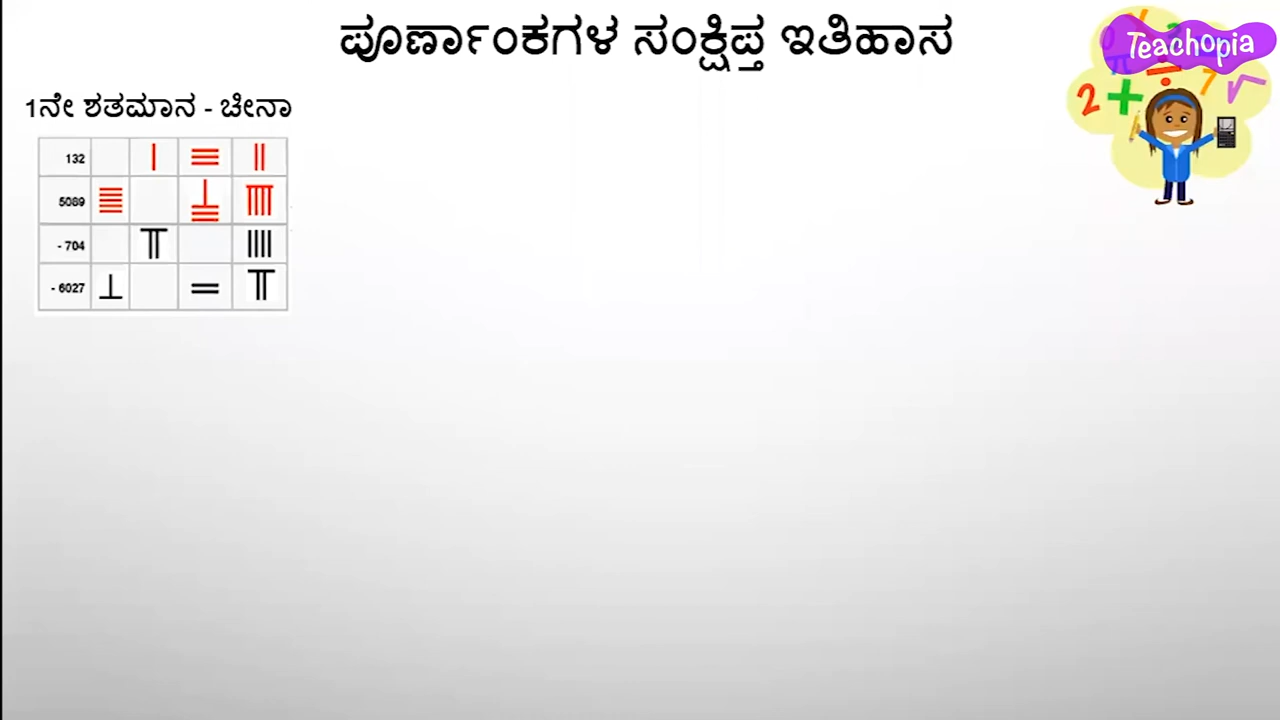 ಪೂರ್ಣಾಂಕಗಳ ಸಂಕ್ಷಿಪ್ತ ಇತಿಹಾಸ
Teachopia
1ನೇ ಶತಮಾನ - ಚೀನಾ
132
5089
- 704
- 6027